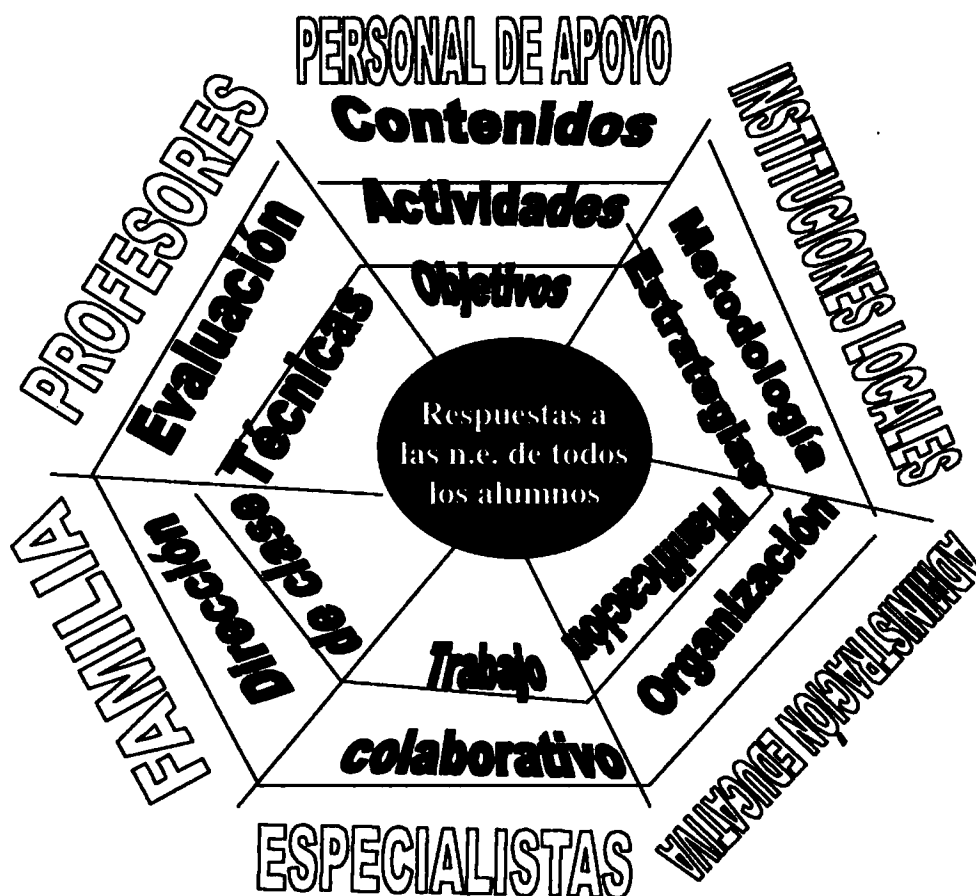 PERSONAL DE APOYO
Contenidos
Actividades
Objetivos
INSTITUCIONES LOCALES
Metodología
Estrategias
ADMINISTRACIÓN EDUCATIVA
Organización
Planificación
ESPECIALISTAS
Trabajo
colaborativo
FAMILIA
Dirección
de clase
PROFESORES
Evaluación
Técnicas
Respuestas a
las n.e. de todos
los alumnos